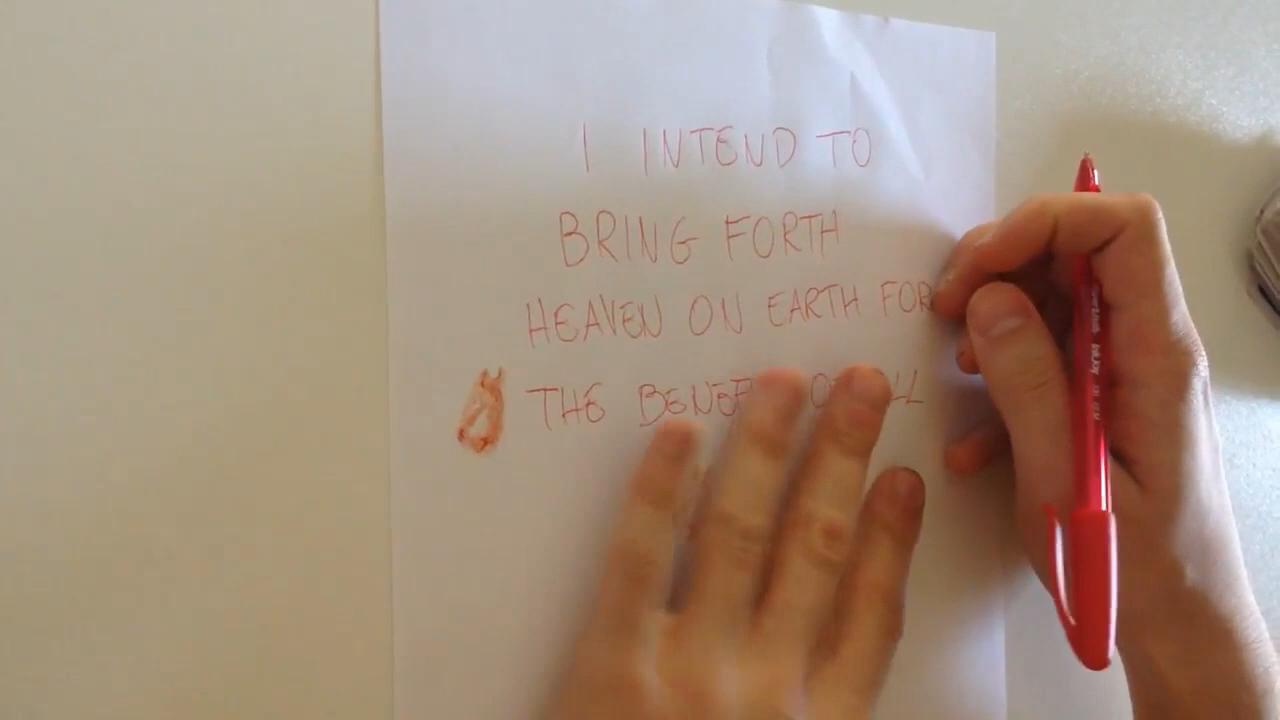 I INTEND TO
BRING FORTH
HEAVEN ON EARTH FOR
THE